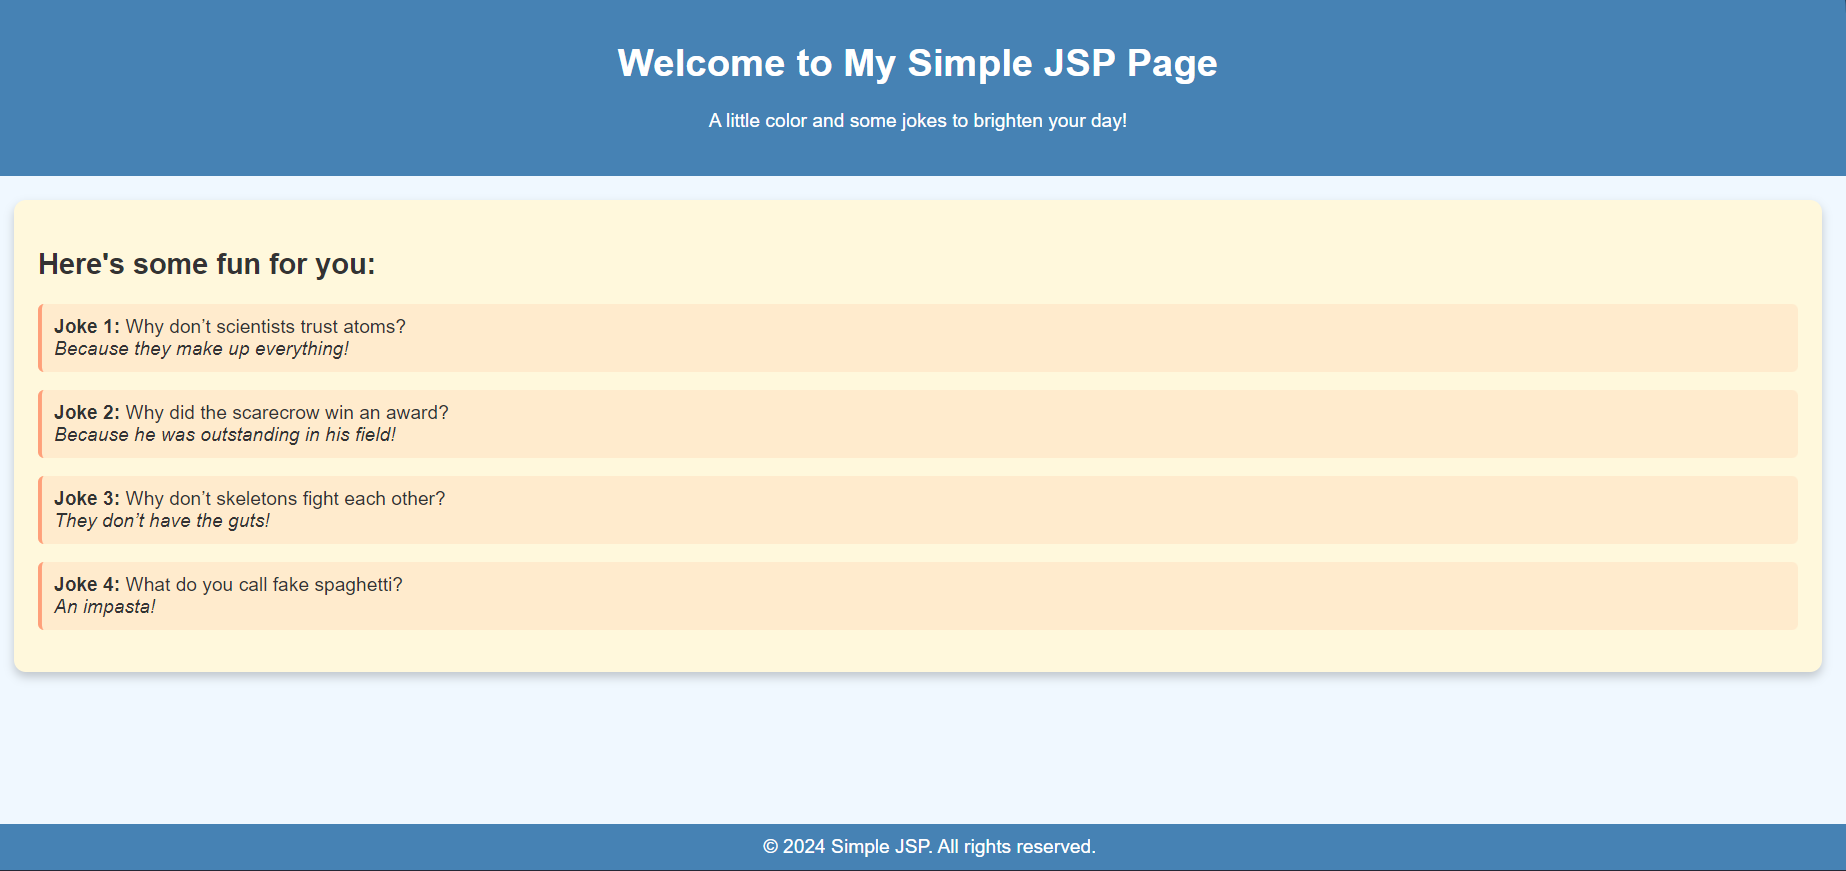 Welcome to My Simple JSP Page
A little color and some jokes to brighten your day!
Here's some fun for you:
Joke 1: Why don’t scientists trust atoms?
Because they make up everything!
Joke 2: Why did the scarecrow win an award?
Because he was outstanding in his field!
Joke 3: Why don’t skeletons fight each other?
They don’t have the guts!
Joke 4: What do you call fake spaghetti?
An impasta!
© 2024 Simple JSP. All rights reserved.